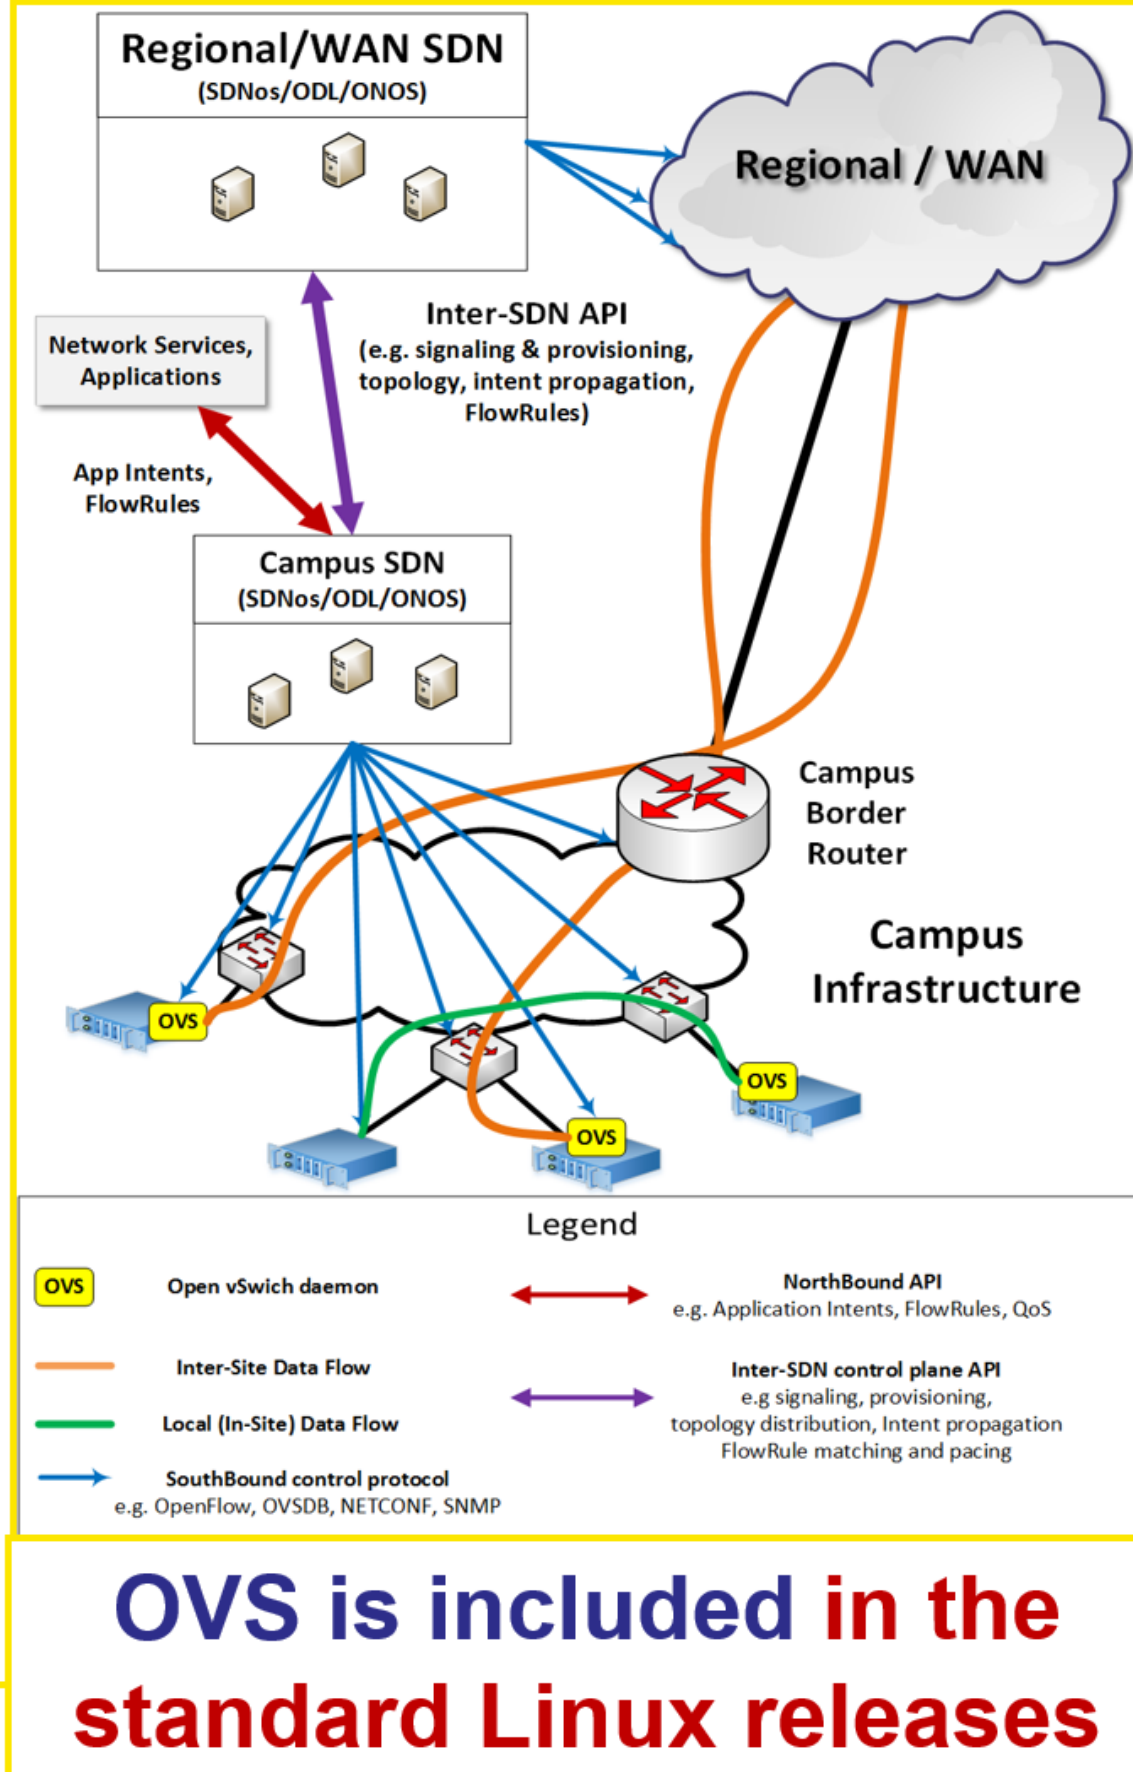 Regional/WAN SDN
(SDNos/ODL/ONOS)
Regional / WAN
Inter-SDN API
(e.g. signaling & provisioning,
topology, intent propagation,
FlowRules)
Network Services,
Applications
App Intents,
FlowRules
Campus SDN
(SDNos/ODL/ONOS)
Campus
Border
Router
Campus
Infrastructure
OVS
OVS
OVS
Legend
OVS
Open vSwich daemon
NorthBound API
e.g. Application Intents, FlowRules, QoS
Inter-Site Data Flow
Local (In-Site) Data Flow
Inter-SDN control plane API
e.g signaling, provisioning,
topology distribution, Intent propagation
FlowRule matching and pacing
SouthBound control protocol
e.g. OpenFlow, OVSDB, NETCONF, SNMP
OVS is included in the
standard Linux releases